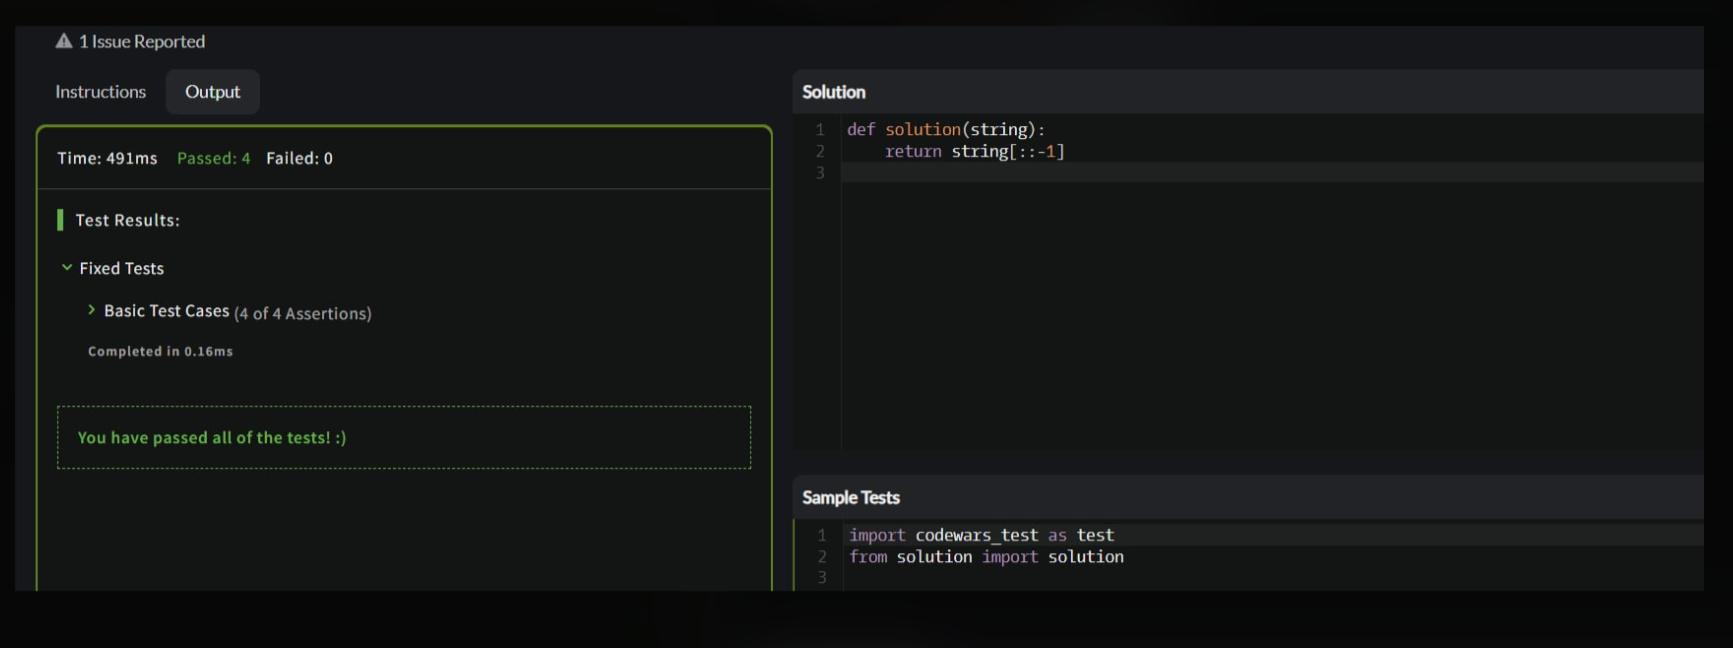 1 Issue Reported
Instructions Output
Time: 491ms Passed: 4 Failed: 0
Test Results:
Fixed Tests
Basic Test Cases (4 of 4 Assertions)
Completed in 0.16ms
You have passed all of the tests! :)
Solution
1 def solution(string):
2     return string[::-1]
3
Sample Tests
1 import codewars_test as test
2 from solution import solution
3